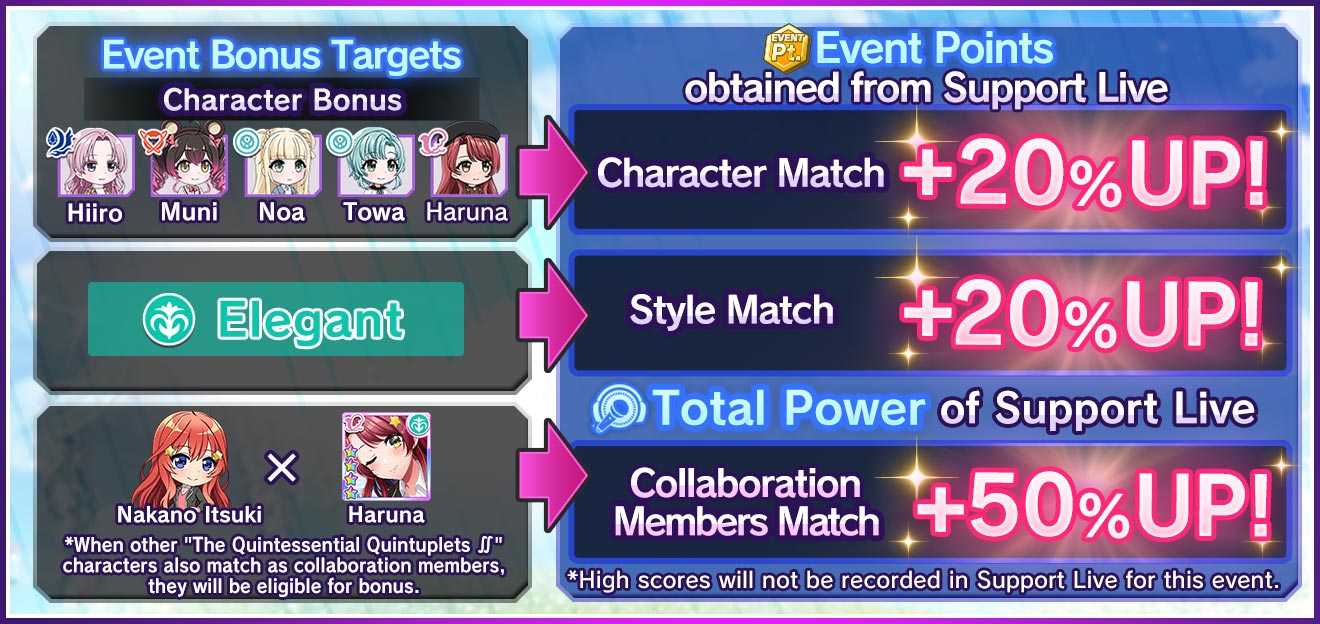 Event Bonus Targets
Character Bonus
Hiiro Muni Noa Towa Haruna
EVENT
Pt.
Event Points
obtained from Support Live
Character Match +20%UP!
Elegant
Style Match +20%UP!
Nakano Itsuki × Haruna
*When other "The Quintessential Quintuplets ∬"
characters also match as collaboration members,
they will be eligible for bonus.
Total Power of Support Live
Collaboration
Members Match +50%UP!
*High scores will not be recorded in Support Live for this event.